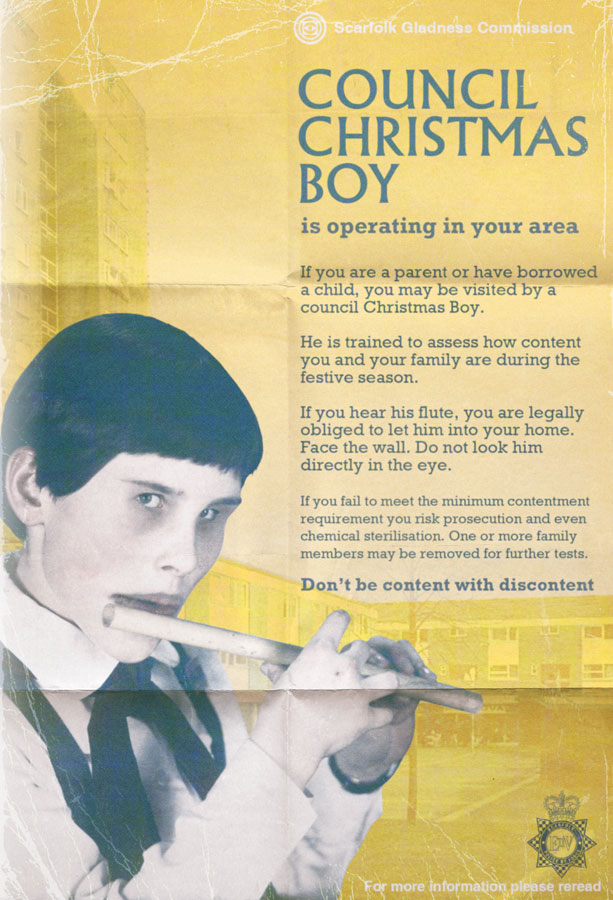 Scarfolk Gladness Commission
COUNCIL
CHRISTMAS
BOY
is operating in your area
If you are a parent or have borrowed
a child, you may be visited by a
council Christmas Boy.
He is trained to assess how content
you and your family are during the
festive season.
If you hear his flute, you are legally
obliged to let him into your home.
Face the wall. Do not look him
directly in the eye.
If you fail to meet the minimum contentment
requirement you risk prosecution and even
chemical sterilisation. One or more family
members may be removed for further tests.
Don't be content with discontent
For more information please reread